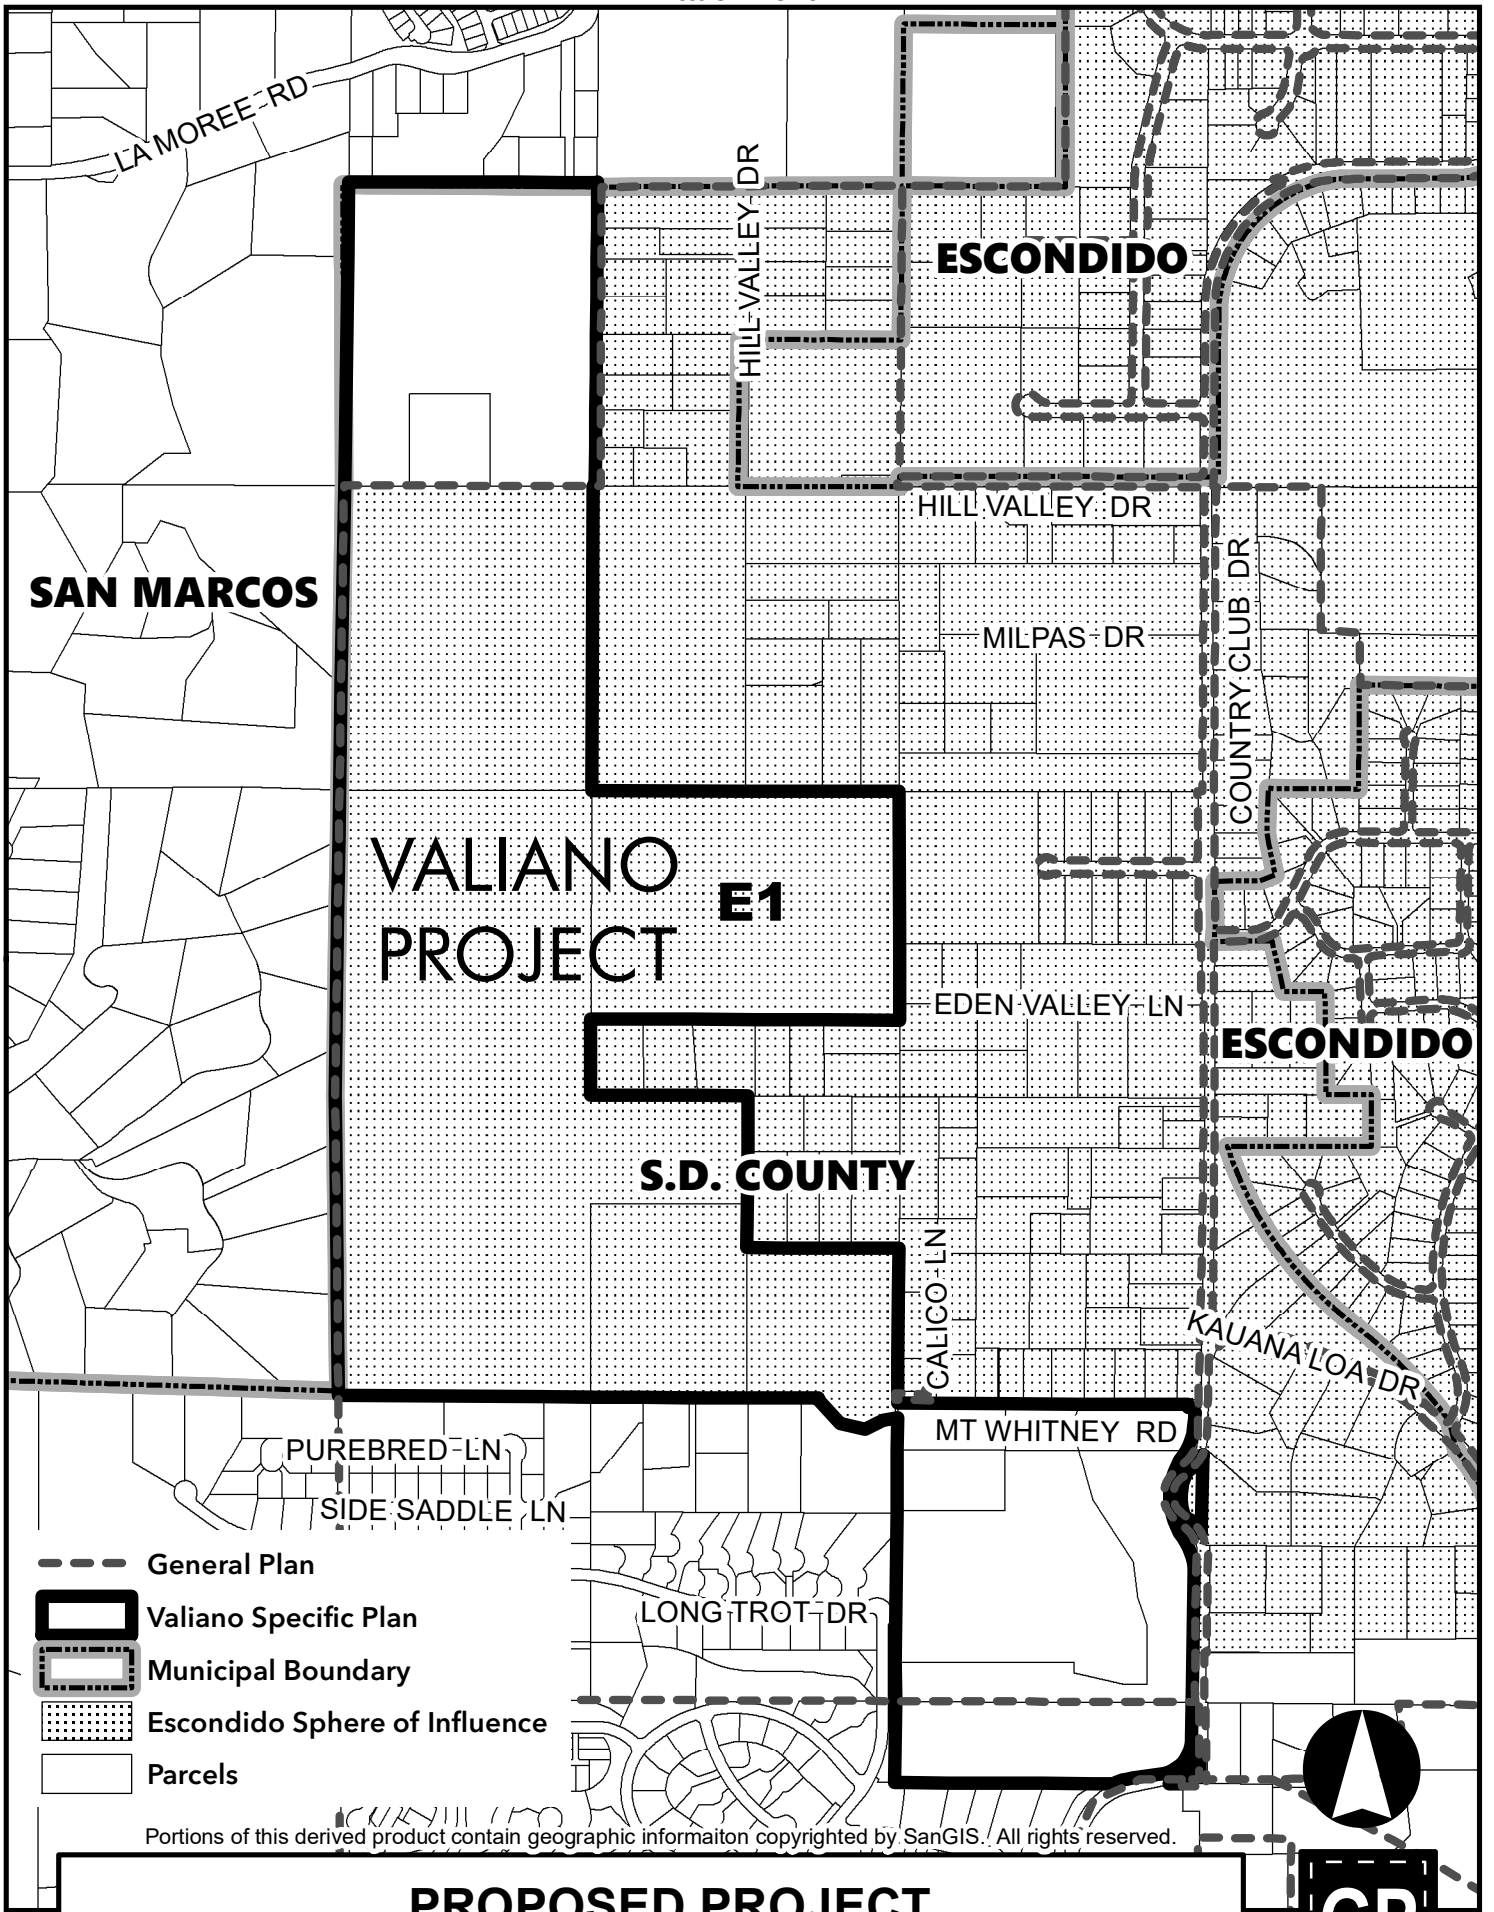 LA MOREE RD
HILL VALLEY DR
ESCONDIDO
HILL VALLEY DR
SAN MARCOS
COUNTRY CLUB DR
MILPAS DR
VALIANO
PROJECT
E1
EDEN VALLEY LN
ESCONDIDO
S.D. COUNTY
CALICO LN
KAUANA LOA DR
MT WHITNEY RD
PUREBRED LN
SIDE SADDLE LN
LONG TROT DR
General Plan
Valiano Specific Plan
Municipal Boundary
Escondido Sphere of Influence
Parcels
Portions of this derived product contain geographic informaiton copyrighted by SanGIS. All rights reserved.
PROPOSED PROJECT